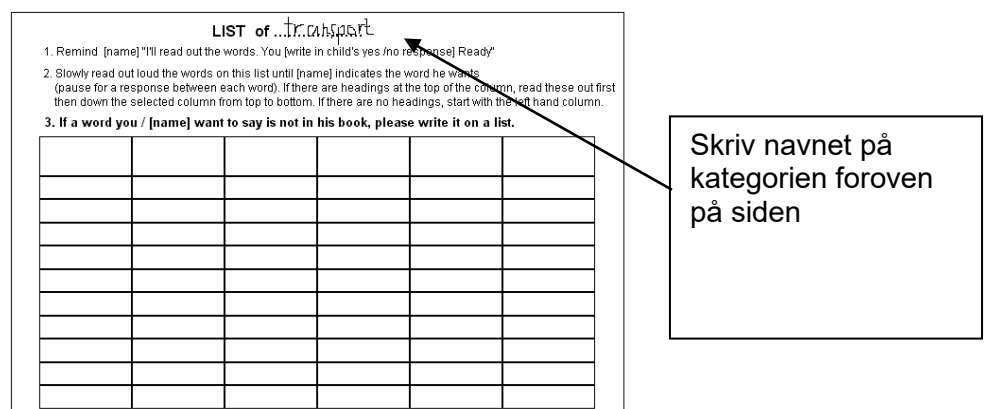 LIST of ...transport
1. Remind [name] "I'll read out the words. You [write in child's yes /no response] Ready"
2. Slowly read out loud the words on this list until [name] indicates the word he wants
(pause for a response between each word). If there are headings at the top of the column, read these out first
then down the selected column from top to bottom. If there are no headings, start with the left hand column.
3. If a word you / [name] want to say is not in his book, please write it on a list.
Skriv navnet på
kategorien foroven
på siden